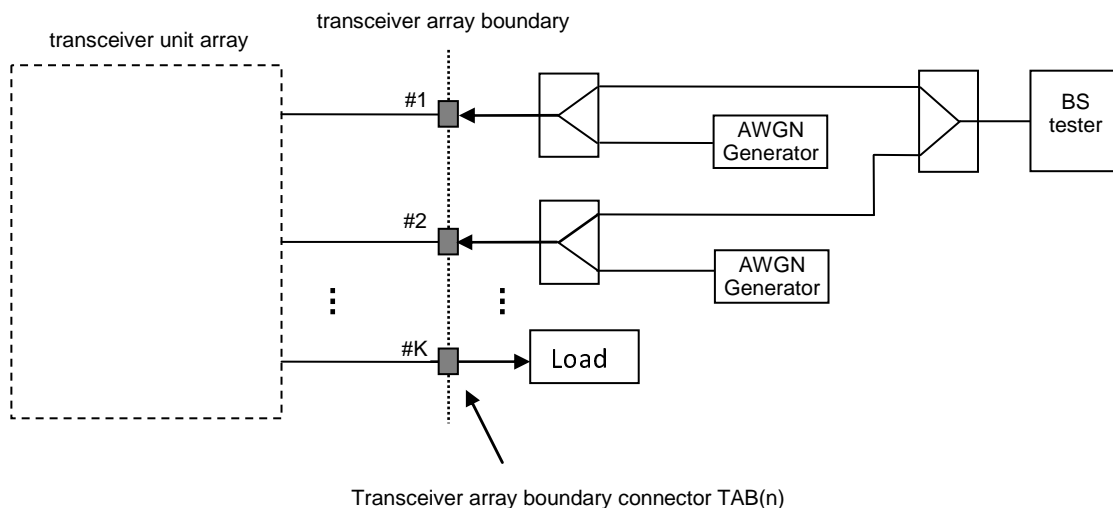 transceiver array boundary
transceiver unit array
#1
BS
tester
AWGN
Generator
#2
AWGN
Generator
#K
Load
Transceiver array boundary connector TAB(n)